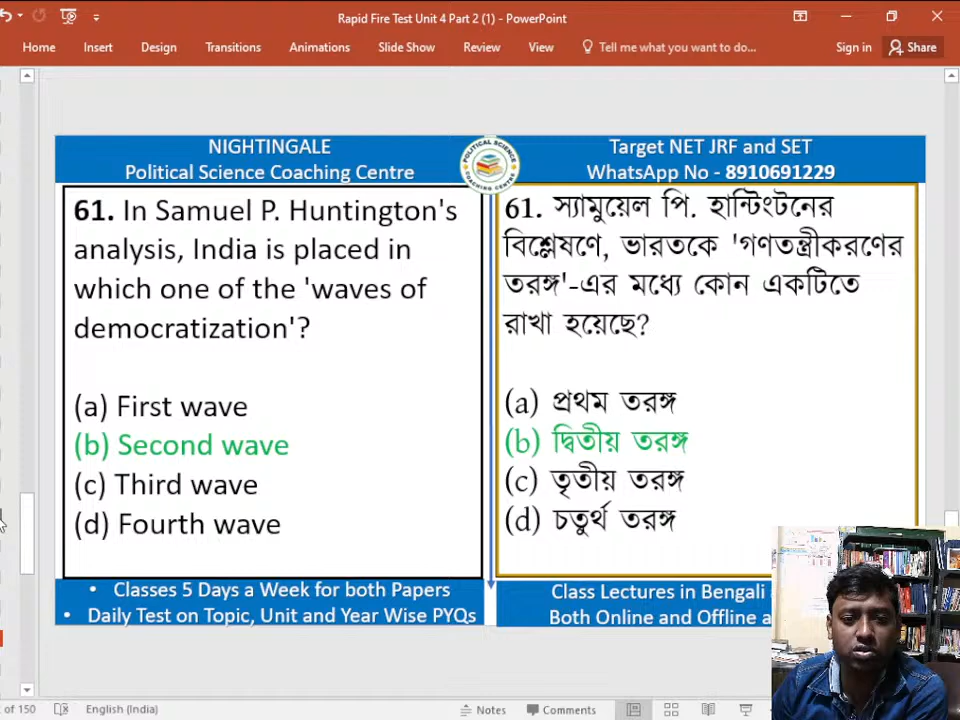 Rapid Fire Test Unit 4 Part 2 (1) - PowerPoint
Home Insert Design Transitions Animations Slide Show Review View Tell me what you want to do... Sign in Share
NIGHTINGALE
Political Science Coaching Centre
POLITICAL SCIENCE
COACHING CENTRE
Target NET JRF and SET
WhatsApp No - 8910691229
61. In Samuel P. Huntington's
analysis, India is placed in
which one of the 'waves of
democratization'?
(a) First wave
(b) Second wave
(c) Third wave
(d) Fourth wave
61. স্যামুয়েল পি. হান্টিংটনের
বিশ্লেষণে, ভারতকে 'গণতন্ত্রীকরণের
তরঙ্গ'-এর মধ্যে কোন একটিতে
রাখা হয়েছে?
(a) প্রথম তরঙ্গ
(b) দ্বিতীয় তরঙ্গ
(c) তৃতীয় তরঙ্গ
(d) চতুর্থ তরঙ্গ
• Classes 5 Days a Week for both Papers
• Daily Test on Topic, Unit and Year Wise PYQs
Class Lectures in Bengali
Both Online and Offline a
of 150 English (India) Notes Comments